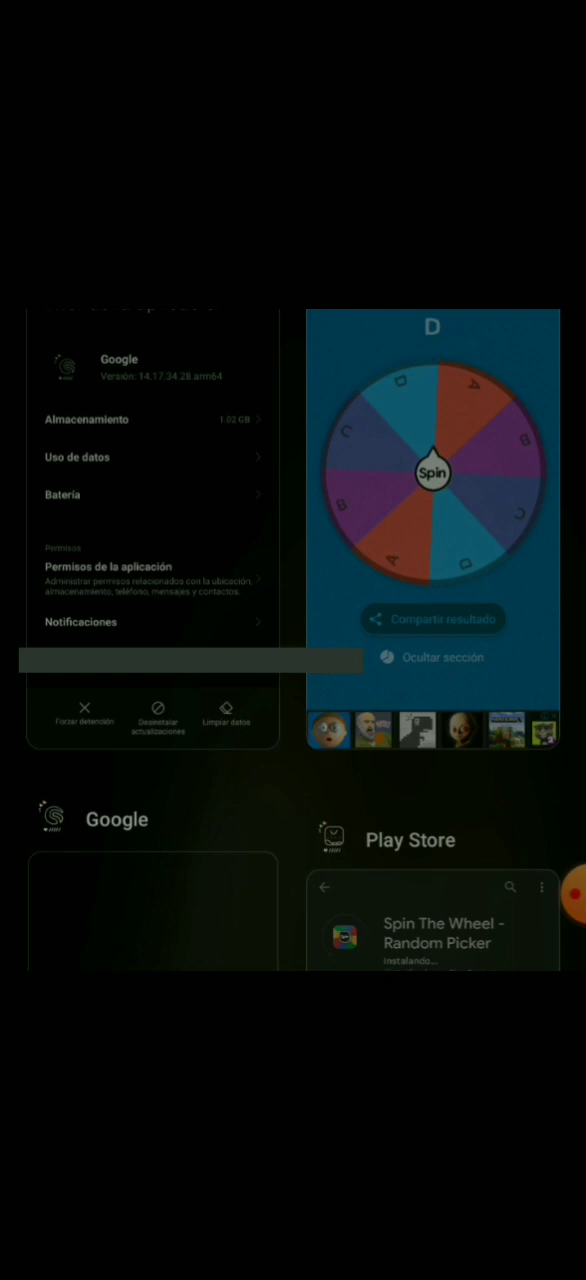 Google
Versión: 14.17.34.28.arm64
Almacenamiento
1.02 GB
Uso de datos
Batería
Permisos
Permisos de la aplicación
Administrar permisos relacionados con la ubicación,
almacenamiento, teléfono, mensajes y contactos.
Notificaciones
Forzar detención
Desinstalar
actualizaciones
Limpiar datos
D
D
A
B
C
D
A
B
C
Spin
Compartir resultado
Ocultar sección
Google
Play Store
Spin The Wheel -
Random Picker
Instalando...